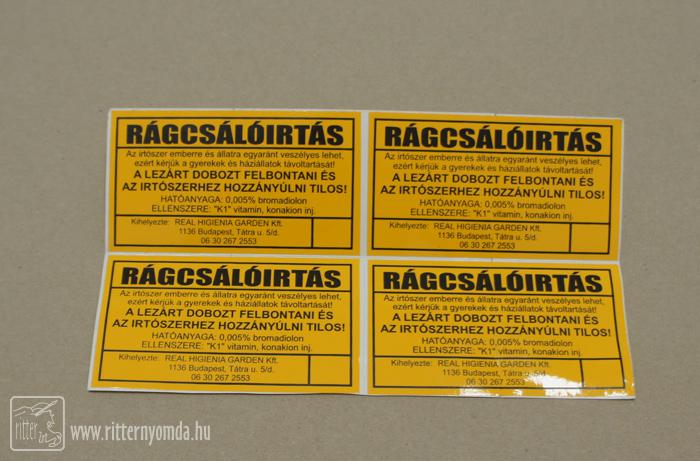 RÁGCSÁLÓIRTÁS
Az irtószer emberre és állatra egyaránt veszélyes lehet,
ezért kérjük a gyerekek és háziállatok távoltartását!
A LEZÁRT DOBOZT FELBONTANI ÉS
AZ IRTÓSZERHEZ HOZZÁNYÚLNI TILOS!
HATÓANYAGA: 0,005% bromadiolon
ELLENSZERE: "K1" vitamin, konakion inj.
Kihelyezte: REAL HIGIENIA GARDEN Kft.
1136 Budapest, Tátra u. 5/d.
06 30 267 2553
RÁGCSÁLÓIRTÁS
Az irtószer emberre és állatra egyaránt veszélyes lehet,
ezért kérjük a gyerekek és háziállatok távoltartását!
A LEZÁRT DOBOZT FELBONTANI ÉS
AZ IRTÓSZERHEZ HOZZÁNYÚLNI TILOS!
HATÓANYAGA: 0,005% bromadiolon
ELLENSZERE: "K1" vitamin, konakion inj.
Kihelyezte: REAL HIGIENIA GARDEN Kft.
1136 Budapest, Tátra u. 5/d.
06 30 267 2553
RÁGCSÁLÓIRTÁS
Az irtószer emberre és állatra egyaránt veszélyes lehet,
ezért kérjük a gyerekek és háziállatok távoltartását!
A LEZÁRT DOBOZT FELBONTANI ÉS
AZ IRTÓSZERHEZ HOZZÁNYÚLNI TILOS!
HATÓANYAGA: 0,005% bromadiolon
ELLENSZERE: "K1" vitamin, konakion inj.
Kihelyezte: REAL HIGIENIA GARDEN Kft.
1136 Budapest, Tátra u. 5/d.
06 30 267 2553
RÁGCSÁLÓIRTÁS
Az irtószer emberre és állatra egyaránt veszélyes lehet,
ezért kérjük a gyerekek és háziállatok távoltartását!
A LEZÁRT DOBOZT FELBONTANI ÉS
AZ IRTÓSZERHEZ HOZZÁNYÚLNI TILOS!
HATÓANYAGA: 0,005% bromadiolon
ELLENSZERE: "K1" vitamin, konakion inj.
Kihelyezte: REAL HIGIENIA GARDEN Kft.
1136 Budapest, Tátra u. 5/d.
06 30 267 2553
ritter
www.ritternyomda.hu